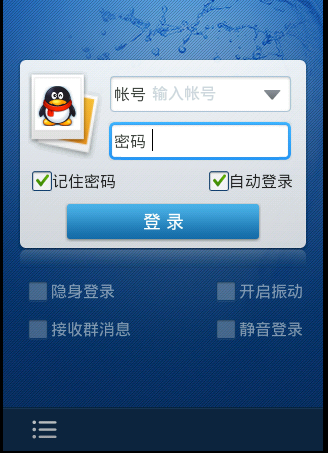 帐号 输入帐号
密码
记住密码 自动登录
登 录
隐身登录 开启振动
接收群消息 静音登录